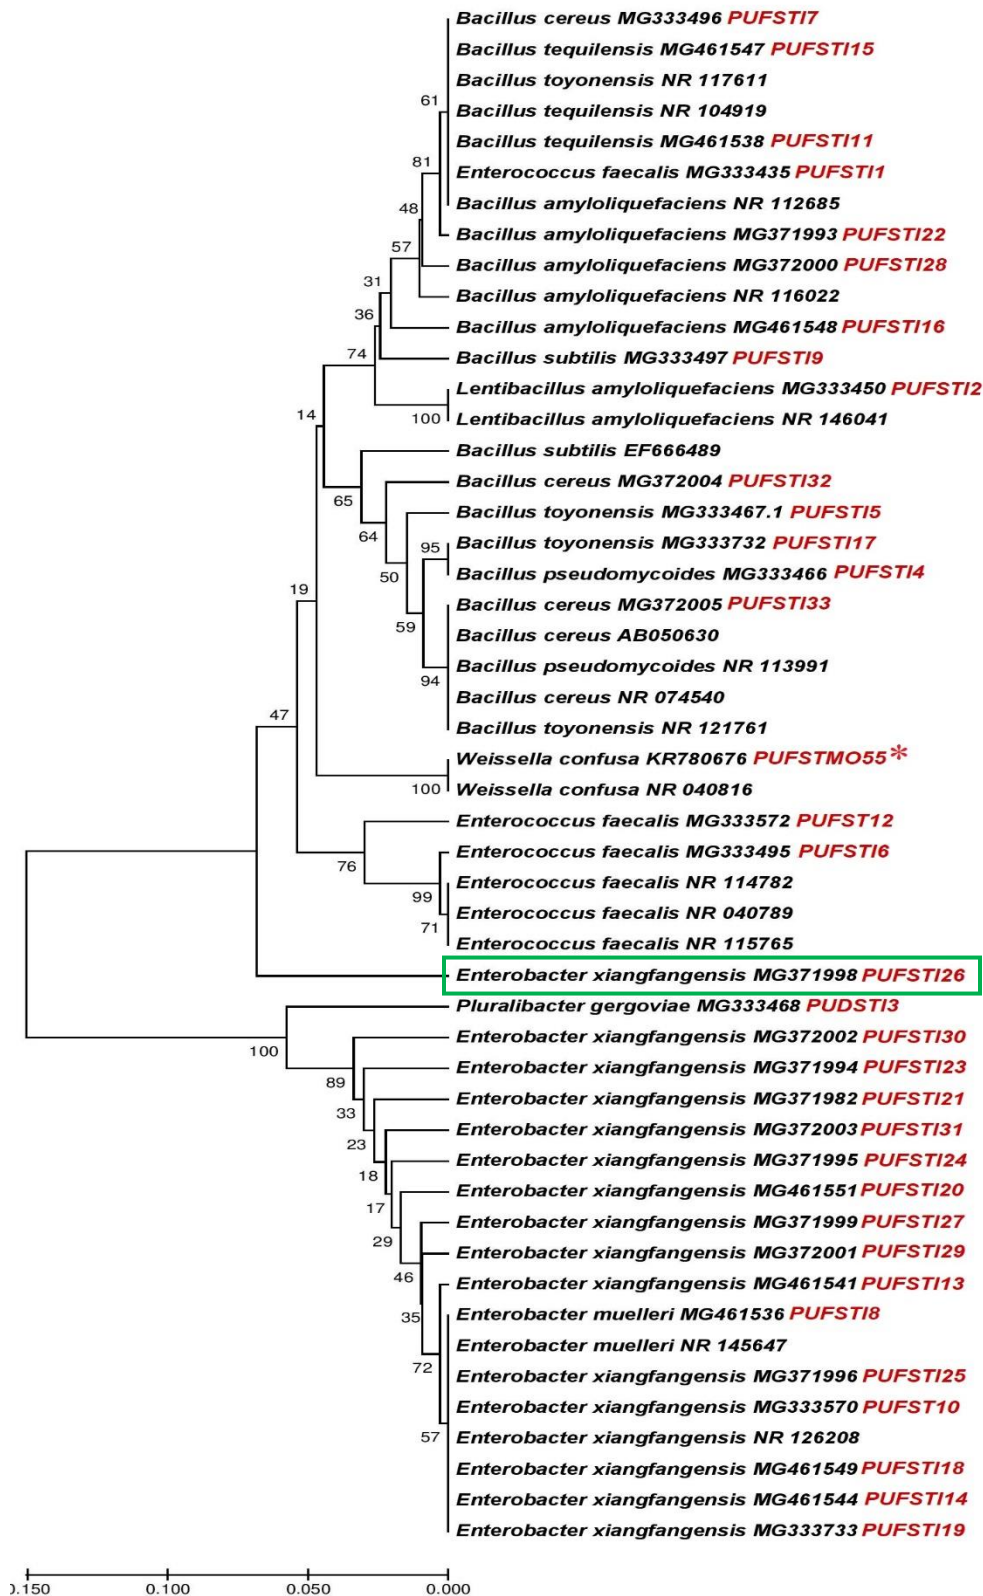 Bacillus cereus MG333496 PUFSTI7
Bacillus tequilensis MG461547 PUFSTI15
Bacillus toyonensis NR 117611
61
Bacillus tequilensis NR 104919
Bacillus tequilensis MG461538 PUFSTI11
81
Enterococcus faecalis MG333435 PUFSTI1
48
Bacillus amyloliquefaciens NR 112685
Bacillus amyloliquefaciens MG371993 PUFSTI22
57
Bacillus amyloliquefaciens MG372000 PUFSTI28
31
Bacillus amyloliquefaciens NR 116022
36
Bacillus amyloliquefaciens MG461548 PUFSTI16
74
Bacillus subtilis MG333497 PUFSTI9
Lentibacillus amyloliquefaciens MG333450 PUFSTI2
14
100
Lentibacillus amyloliquefaciens NR 146041
Bacillus subtilis EF666489
65
Bacillus cereus MG372004 PUFSTI32
Bacillus toyonensis MG333467.1 PUFSTI5
64
95
Bacillus toyonensis MG333732 PUFSTI17
50
Bacillus pseudomycoides MG333466 PUFSTI4
19
Bacillus cereus MG372005 PUFSTI33
59
Bacillus cereus AB050630
Bacillus pseudomycoides NR 113991
94
Bacillus cereus NR 074540
47
Bacillus toyonensis NR 121761
Weissella confusa KR780676 PUFSTMO55*
100
Weissella confusa NR 040816
Enterococcus faecalis MG333572 PUFST12
76
Enterococcus faecalis MG333495 PUFSTI6
Enterococcus faecalis NR 114782
99
Enterococcus faecalis NR 040789
71
Enterococcus faecalis NR 115765
Enterobacter xiangfangensis MG371998 PUFSTI26
Pluralibacter gergoviae MG333468 PUDSTI3
Enterobacter xiangfangensis MG372002 PUFSTI30
100
Enterobacter xiangfangensis MG371994 PUFSTI23
89
Enterobacter xiangfangensis MG371982 PUFSTI21
33
Enterobacter xiangfangensis MG372003 PUFSTI31
23
Enterobacter xiangfangensis MG371995 PUFSTI24
18
Enterobacter xiangfangensis MG461551 PUFSTI20
17
Enterobacter xiangfangensis MG371999 PUFSTI27
29
Enterobacter xiangfangensis MG372001 PUFSTI29
46
Enterobacter xiangfangensis MG461541 PUFSTI13
35
Enterobacter muelleri MG461536 PUFSTI8
Enterobacter muelleri NR 145647
72
Enterobacter xiangfangensis MG371996 PUFSTI25
Enterobacter xiangfangensis MG333570 PUFST10
57
Enterobacter xiangfangensis NR 126208
Enterobacter xiangfangensis MG461549 PUFSTI18
Enterobacter xiangfangensis MG461544 PUFSTI14
Enterobacter xiangfangensis MG333733 PUFSTI19
0.150 0.100 0.050 0.000